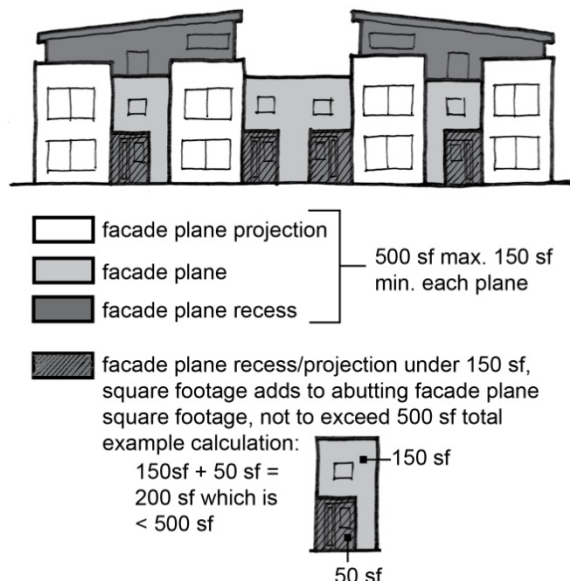 facade plane projection
facade plane
facade plane recess
500 sf max. 150 sf
min. each plane
facade plane recess/projection under 150 sf,
square footage adds to abutting facade plane
square footage, not to exceed 500 sf total
example calculation:
150sf + 50 sf =
200 sf which is
< 500 sf
150 sf
50 sf